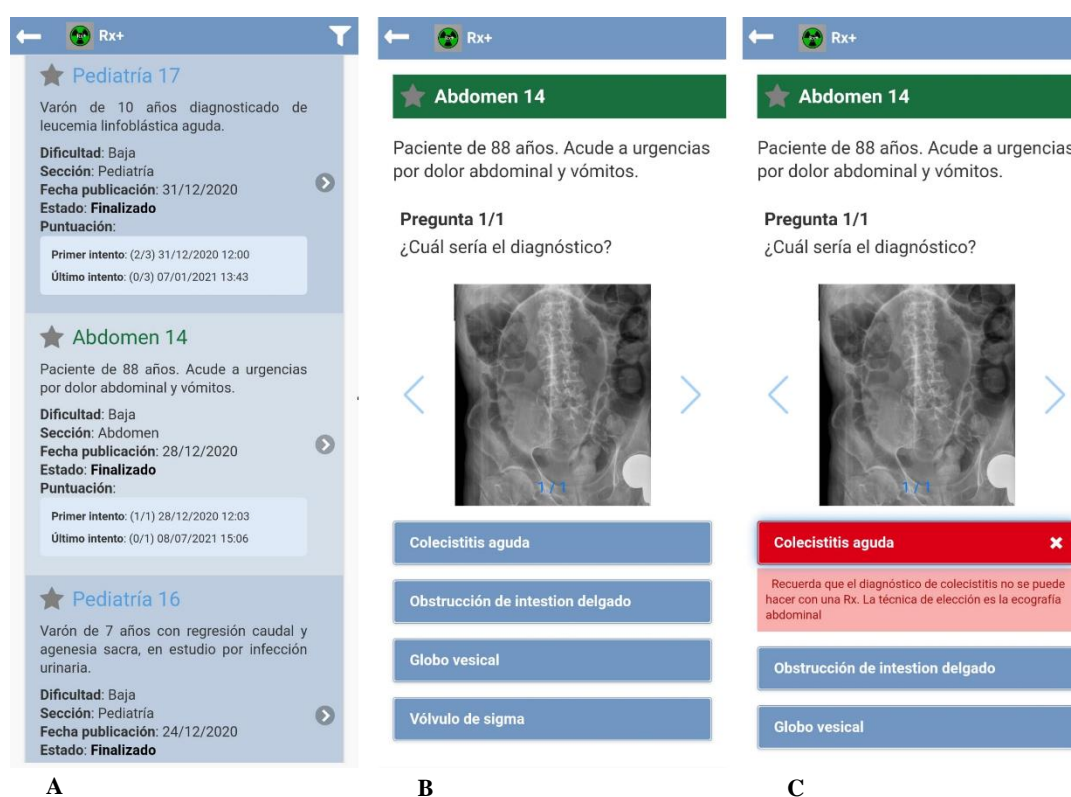 Rx+
Pediatría 17
Varón de 10 años diagnosticado de
leucemia linfoblástica aguda.
Dificultad: Baja
Sección: Pediatría
Fecha publicación: 31/12/2020
Estado: Finalizado
Puntuación:
Primer intento: (2/3) 31/12/2020 12:00
Último intento: (0/3) 07/01/2021 13:43
Abdomen 14
Paciente de 88 años. Acude a urgencias
por dolor abdominal y vómitos.
Dificultad: Baja
Sección: Abdomen
Fecha publicación: 28/12/2020
Estado: Finalizado
Puntuación:
Primer intento: (1/1) 28/12/2020 12:03
Último intento: (0/1) 08/07/2021 15:06
Pediatría 16
Varón de 7 años con regresión caudal y
agenesia sacra, en estudio por infección
urinaria.
Dificultad: Baja
Sección: Pediatría
Fecha publicación: 24/12/2020
Estado: Finalizado
A
Rx+
Abdomen 14
Paciente de 88 años. Acude a urgencias
por dolor abdominal y vómitos.
Pregunta 1/1
¿Cuál sería el diagnóstico?
1 / 1
Colecistitis aguda
Obstrucción de intestion delgado
Globo vesical
Vólvulo de sigma
B
Rx+
Abdomen 14
Paciente de 88 años. Acude a urgencias
por dolor abdominal y vómitos.
Pregunta 1/1
¿Cuál sería el diagnóstico?
1 / 1
Colecistitis aguda
Recuerda que el diagnóstico de colecistitis no se puede
hacer con una Rx. La técnica de elección es la ecografía
abdominal
Obstrucción de intestion delgado
Globo vesical
C